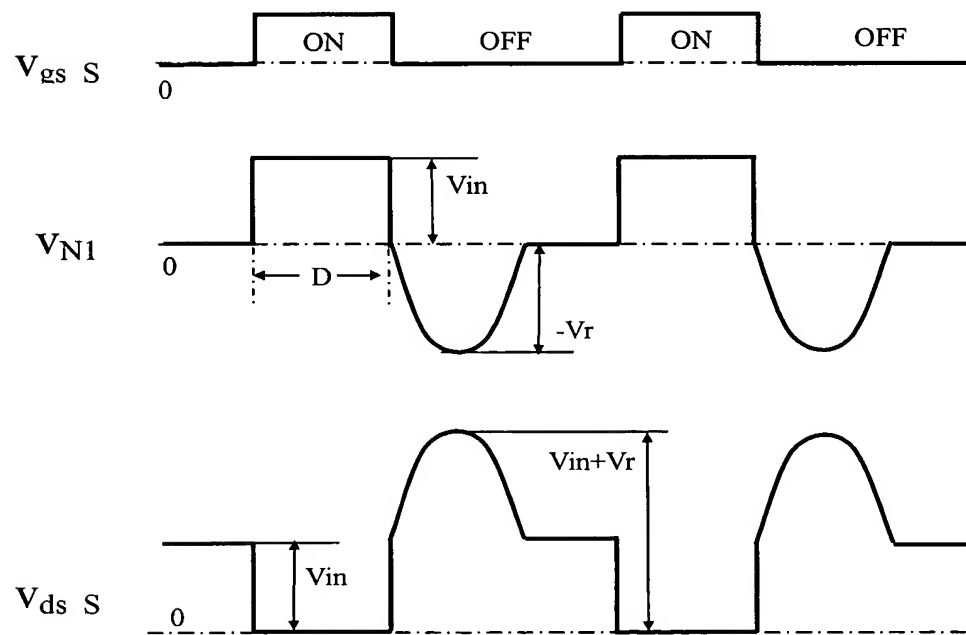 ON OFF ON OFF
Vgs S
0
Vin
VN1
0
D
-Vr
Vin+Vr
Vin
Vds S
0